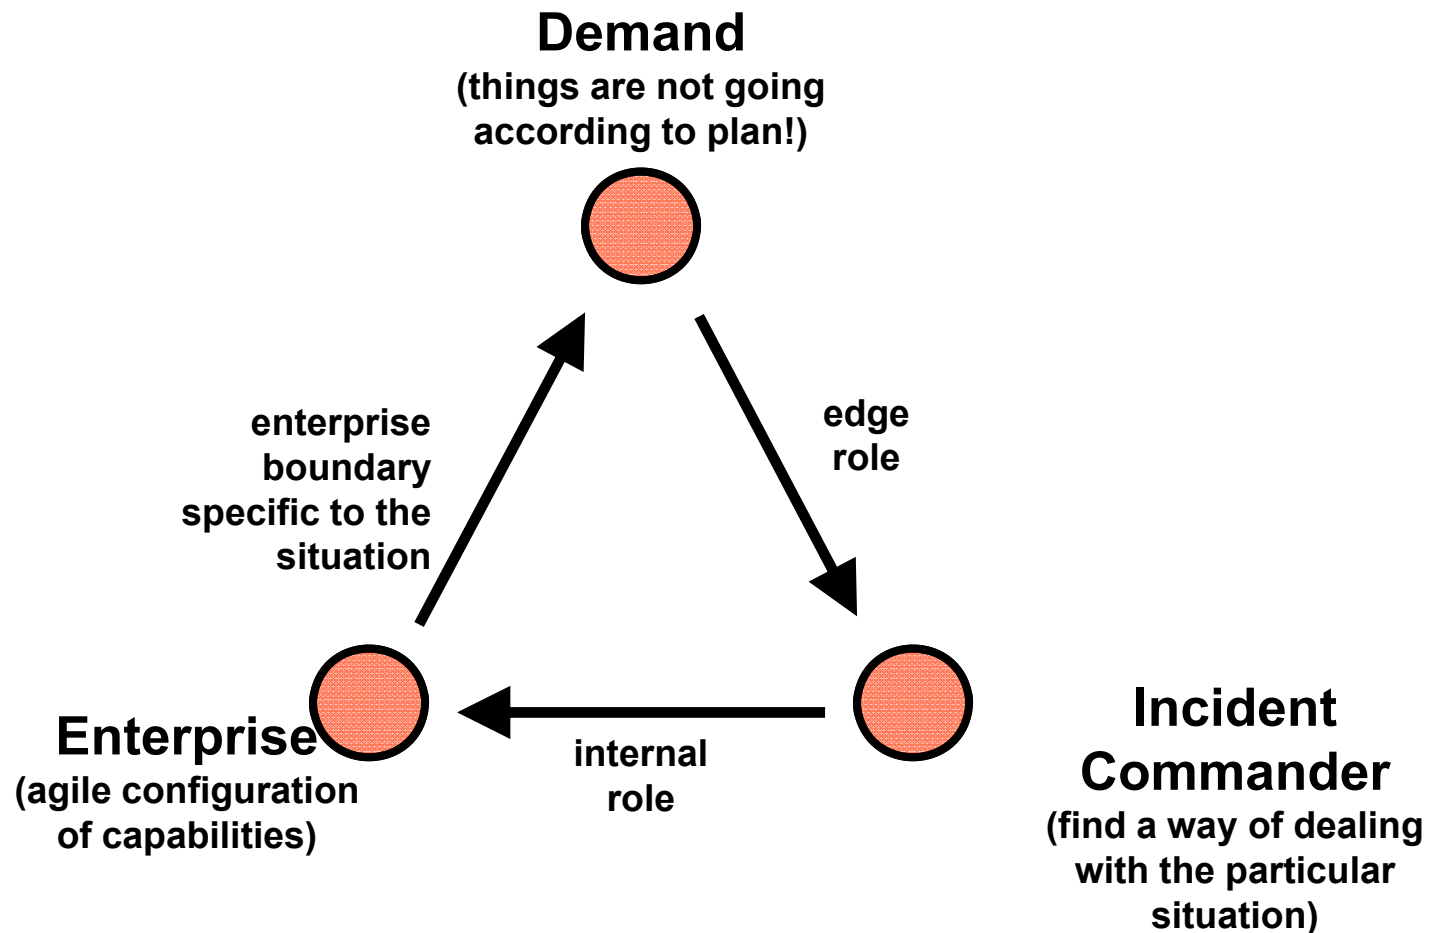 Demand
(things are not going
according to plan!)
enterprise
boundary
specific to the
situation
edge
role
Enterprise
(agile configuration
of capabilities)
internal
role
Incident
Commander
(find a way of dealing
with the particular
situation)